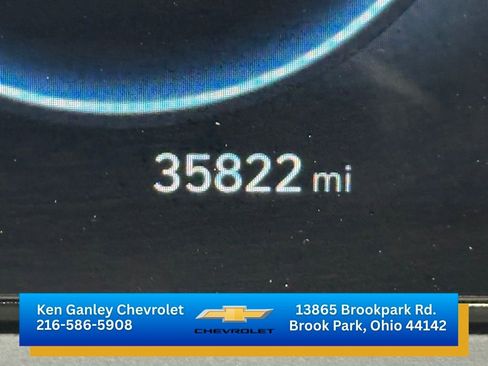 35822 mi
Ken Ganley Chevrolet
216-586-5908
CHEVROLET
13865 Brookpark Rd.
Brook Park, Ohio 44142